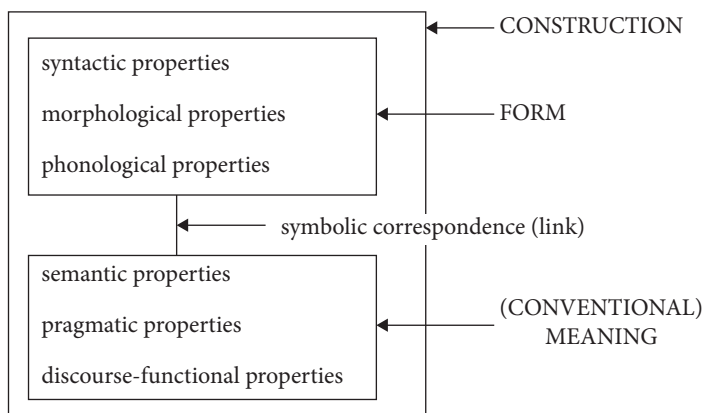 CONSTRUCTION
syntactic properties
morphological properties
FORM
phonological properties
symbolic correspondence (link)
semantic properties
pragmatic properties
(CONVENTIONAL)
MEANING
discourse-functional properties